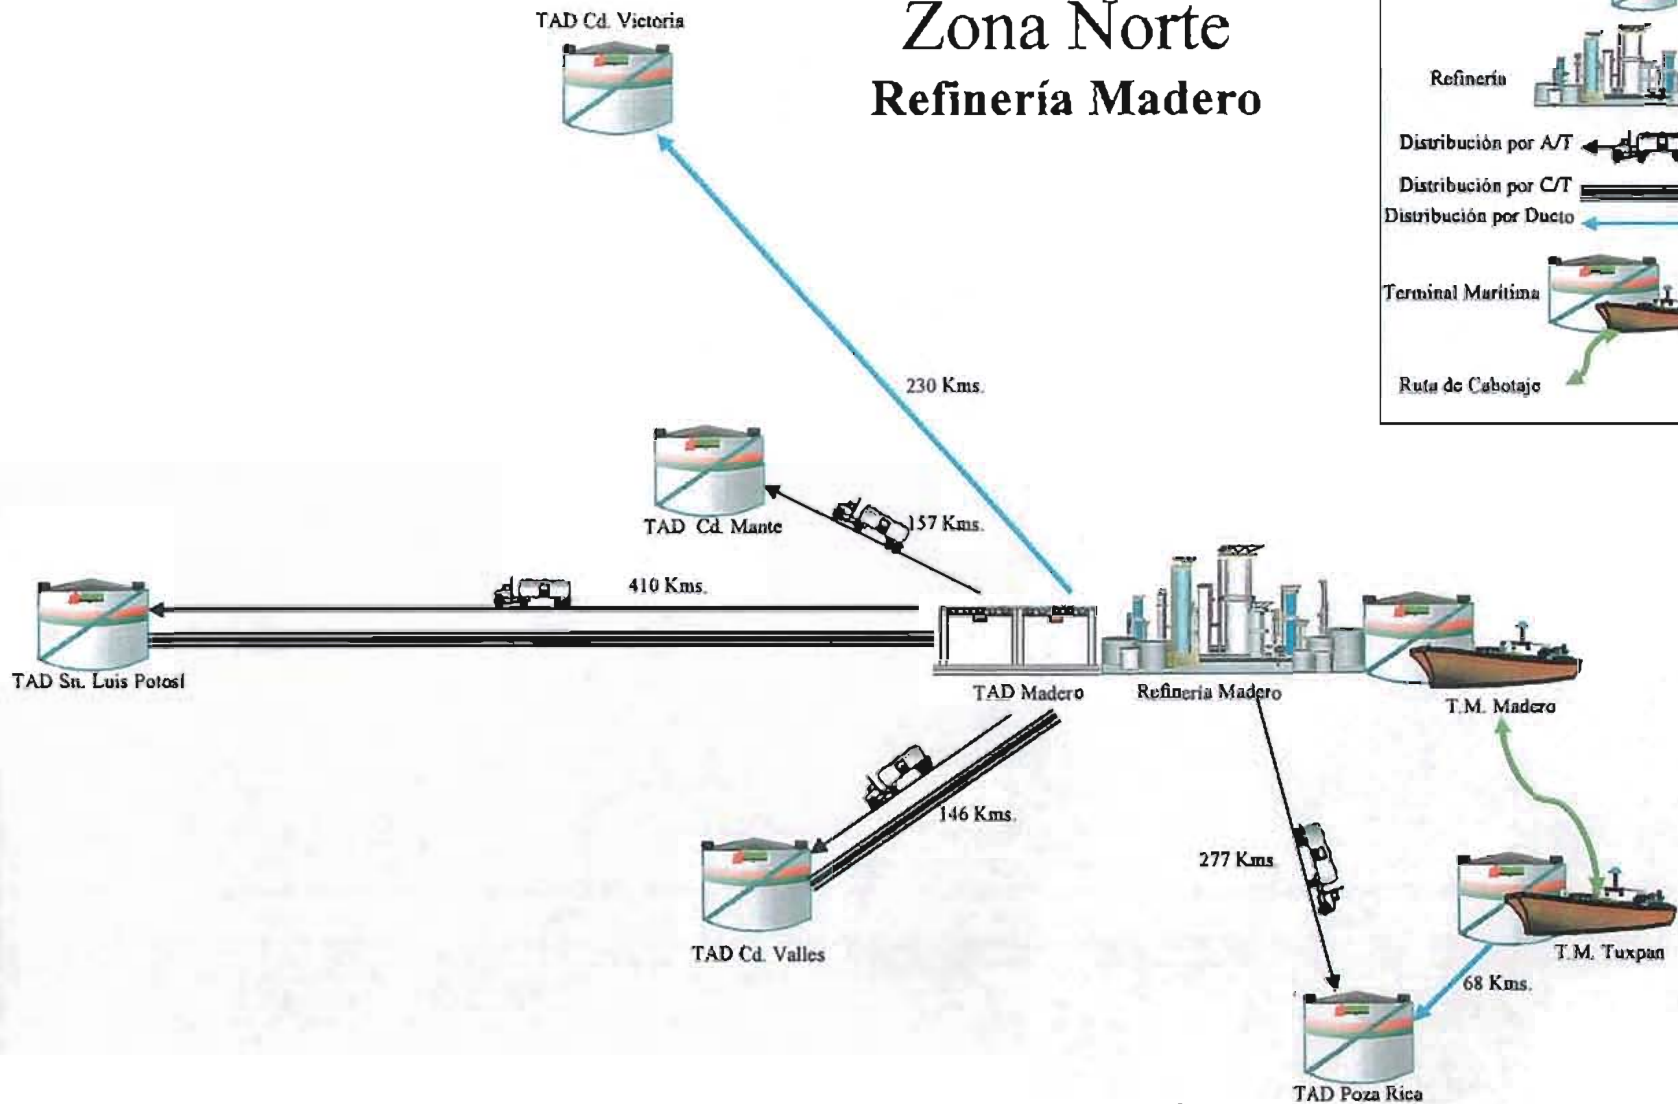 TAD Cd. Victoria
Zona Norte
Refinería Madero
Refinería
Distribución por A/T
Distribución por C/T
Distribución por Ducto
Terminal Marítima
Ruta de Cabotaje
230 Kms.
TAD Cd. Mante
157 Kms.
410 Kms.
TAD Sn. Luis Potosí
TAD Madero
Refinería Madero
T.M. Madero
146 Kms.
TAD Cd. Valles
277 Kms
T.M. Tuxpan
68 Kms.
TAD Poza Rica